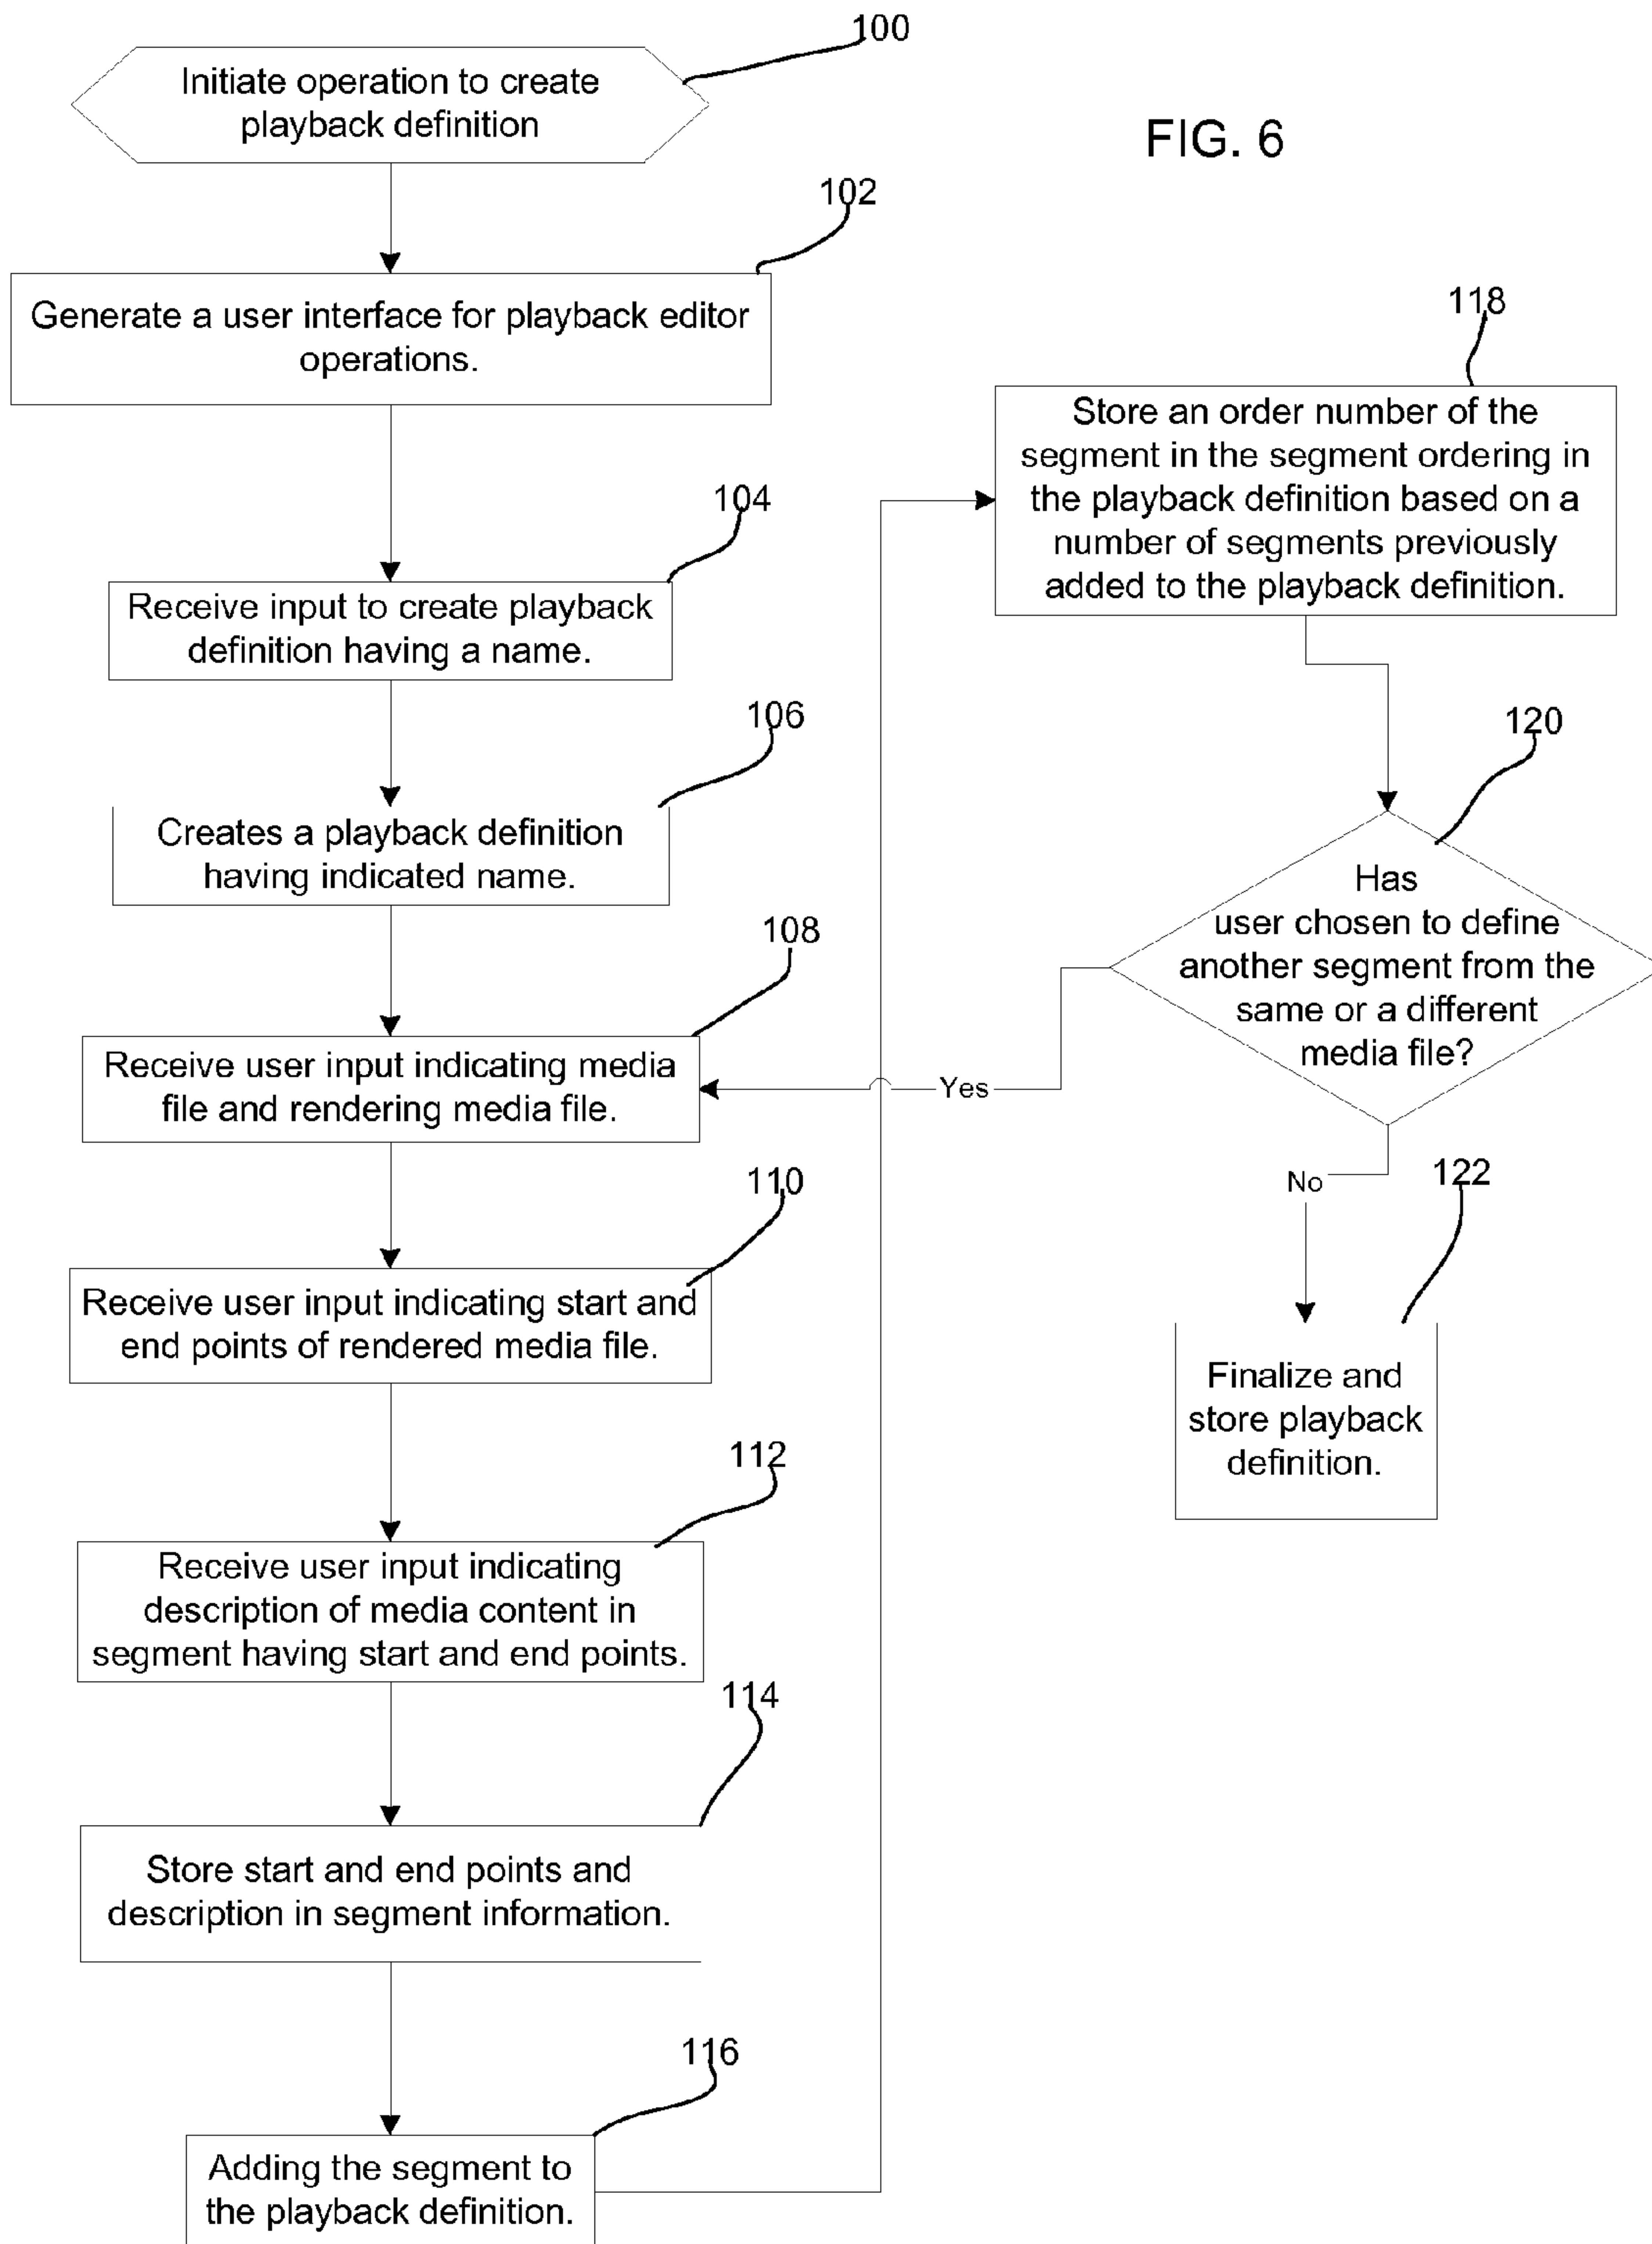 100
Initiate operation to create
playback definition
FIG. 6
102
Generate a user interface for playback editor
operations.
104
Receive input to create playback
definition having a name.
106
Creates a playback definition
having indicated name.
108
Receive user input indicating media
file and rendering media file.
110
Receive user input indicating start and
end points of rendered media file.
112
Receive user input indicating
description of media content in
segment having start and end points.
114
Store start and end points and
description in segment information.
116
Adding the segment to
the playback definition.
118
Store an order number of the
segment in the segment ordering in
the playback definition based on a
number of segments previously
added to the playback definition.
120
Has
user chosen to define
another segment from the
same or a different
media file?
Yes
No
122
Finalize and
store playback
definition.